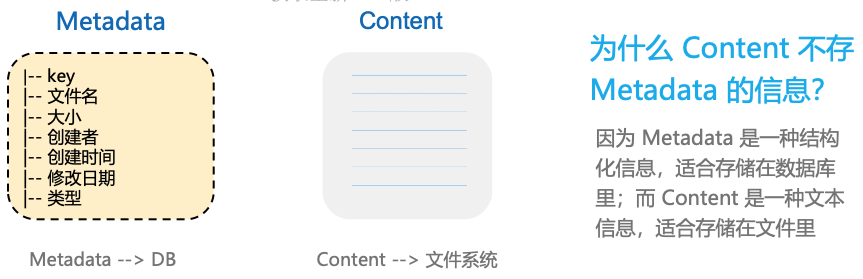 Metadata
|-- key
|-- 文件名
|-- 大小
|-- 创建者
|-- 创建时间
|-- 修改日期
|-- 类型
Metadata --> DB
Content
Content --> 文件系统
为什么 Content 不存
Metadata 的信息?
因为 Metadata 是一种结构
化信息，适合存储在数据库
里；而 Content 是一种文本
信息，适合存储在文件里